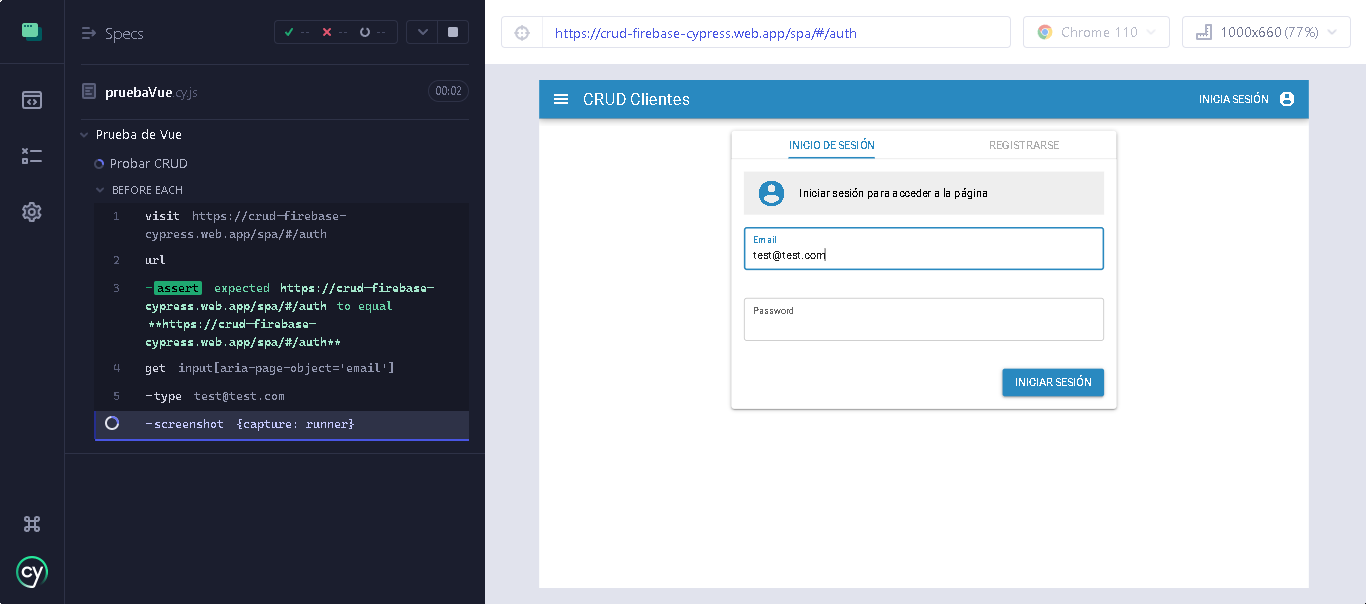 Specs
--
--
--
pruebaVue.cy.js
00:02
Prueba de Vue
Probar CRUD
BEFORE EACH
1 visit https://crud-firebase-
cypress.web.app/spa/#/auth
2 url
3 -assert expected https://crud-firebase-
cypress.web.app/spa/#/auth to equal
**https://crud-firebase-
cypress.web.app/spa/#/auth**
4 get input[aria-page-object='email']
5 -type test@test.com
-screenshot {capture: runner}
cy
https://crud-firebase-cypress.web.app/spa/#/auth
Chrome 110
1000x660 (77%)
CRUD Clientes
INICIA SESIÓN
INICIO DE SESIÓN
REGISTRARSE
Iniciar sesión para acceder a la página
Email
test@test.com
Password
INICIAR SESIÓN